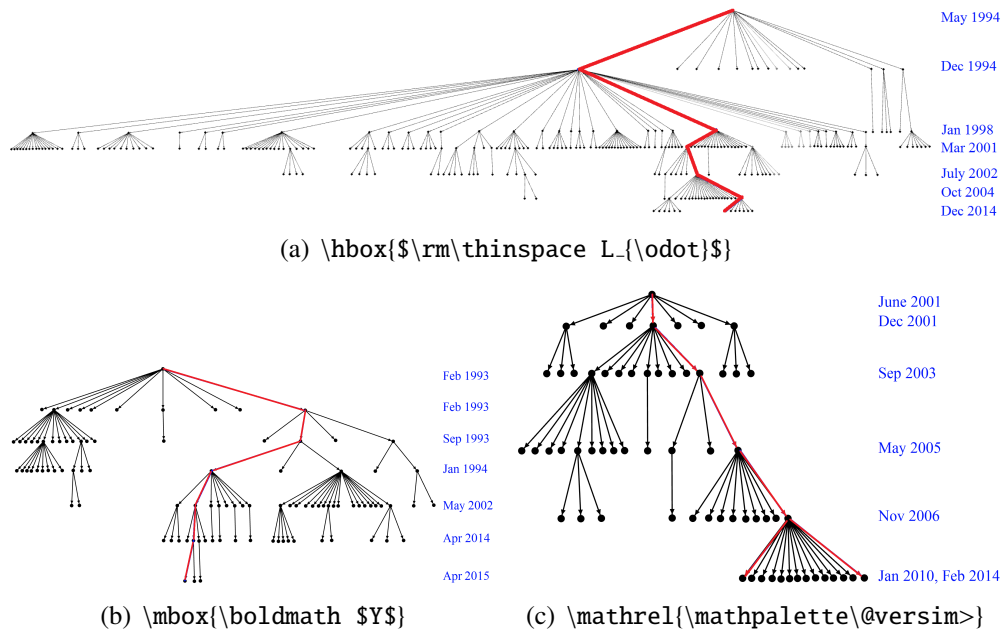 May 1994
Dec 1994
Jan 1998
Mar 2001
July 2002
Oct 2004
Dec 2014
(a) \hbox{$\rm\thinspace L_{\odot}$}
Feb 1993
Feb 1993
Sep 1993
Jan 1994
May 2002
Apr 2014
Apr 2015
(b) \mbox{\boldmath $Y$}
June 2001
Dec 2001
Sep 2003
May 2005
Nov 2006
Jan 2010, Feb 2014
(c) \mathrel{\mathpalette\@versim>}